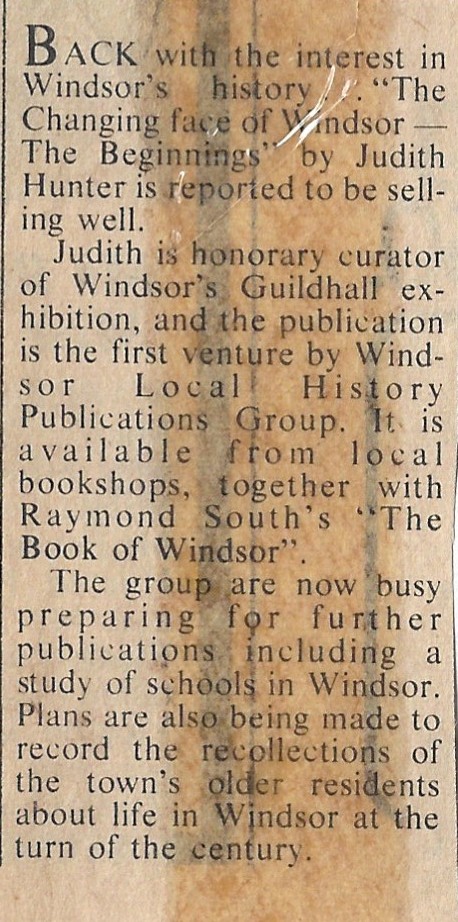 BACK with the interest in
Windsor's history . "The
Changing face of Windsor —
The Beginnings" by Judith
Hunter is reported to be sell-
ing well.
Judith is honorary curator
of Windsor's Guildhall ex-
hibition, and the publication
is the first venture by Wind-
sor Local History
Publications Group. It is
available from local
bookshops, together with
Raymond South's "The
Book of Windsor".
The group are now busy
preparing for further
publications including a
study of schools in Windsor.
Plans are also being made to
record the recollections of
the town's older residents
about life in Windsor at the
turn of the century.